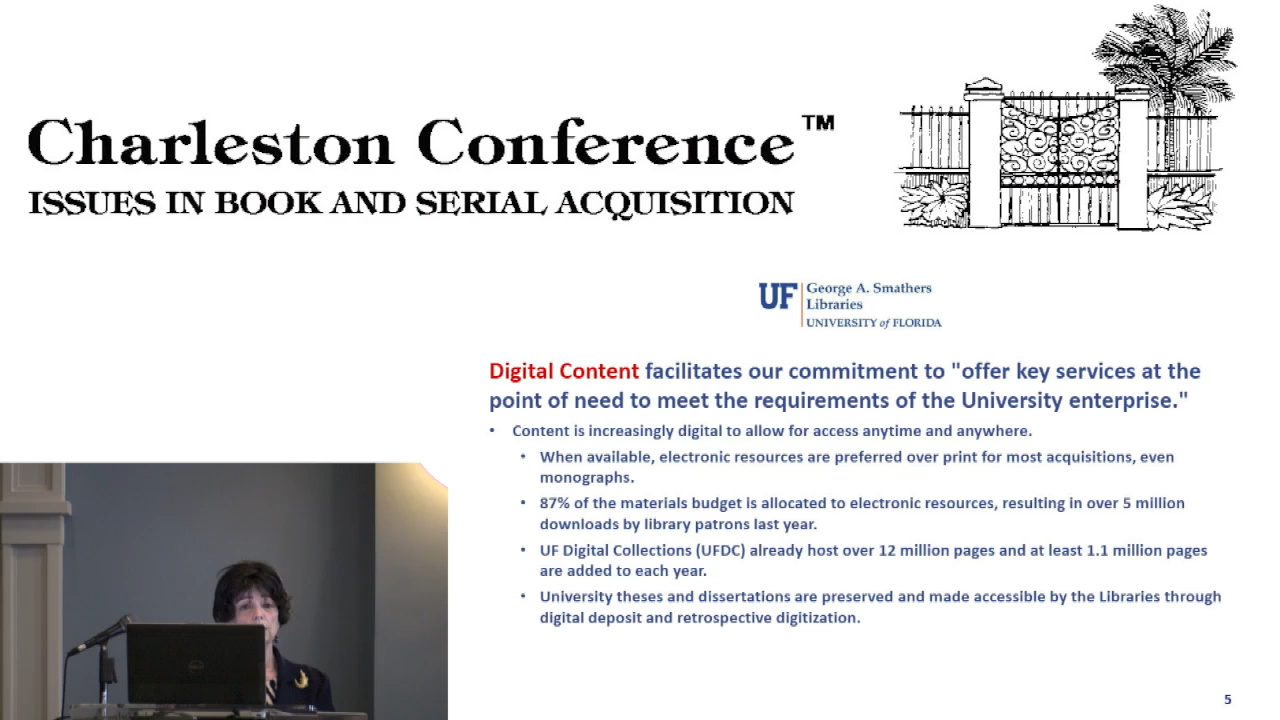 Charleston Conference™
ISSUES IN BOOK AND SERIAL ACQUISITION
UF George A. Smathers
Libraries
UNIVERSITY of FLORIDA
Digital Content facilitates our commitment to "offer key services at the
point of need to meet the requirements of the University enterprise."
• Content is increasingly digital to allow for access anytime and anywhere.
• When available, electronic resources are preferred over print for most acquisitions, even
monographs.
• 87% of the materials budget is allocated to electronic resources, resulting in over 5 million
downloads by library patrons last year.
• UF Digital Collections (UFDC) already host over 12 million pages and at least 1.1 million pages
are added to each year.
• University theses and dissertations are preserved and made accessible by the Libraries through
digital deposit and retrospective digitization.
5